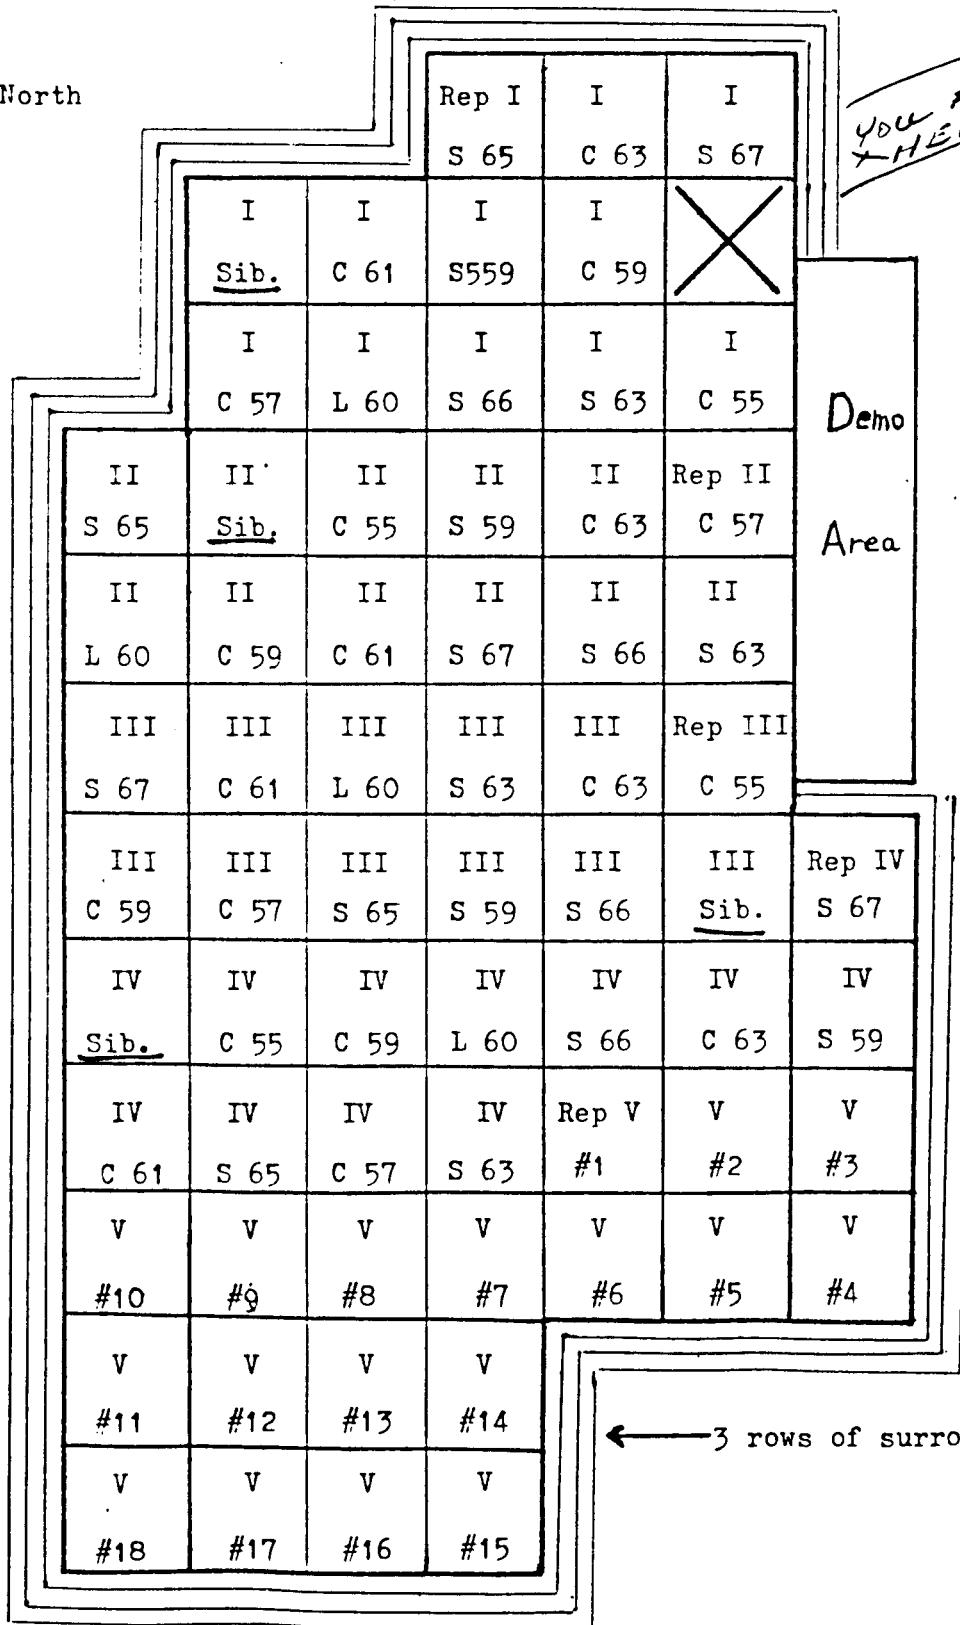 North
Rep I I I
S 65 C 63 S 67
YOU
HE
I I I I
Sib. C 61 S559 C 59
I I I I I
C 57 L 60 S 66 S 63 C 55
Demo
Area
II II II II II Rep II
S 65 Sib. C 55 S 59 C 63 C 57
II II II II II II
L 60 C 59 C 61 S 67 S 66 S 63
III III III III III Rep III
S 67 C 61 L 60 S 63 C 63 C 55
III III III III III III Rep IV
C 59 C 57 S 65 S 59 S 66 Sib. S 67
IV IV IV IV IV IV IV
Sib. C 55 C 59 L 60 S 66 C 63 S 59
IV IV IV IV Rep V V V
C 61 S 65 C 57 S 63 #1 #2 #3
V V V V V V V
#10 #9 #8 #7 #6 #5 #4
V V V V
#11 #12 #13 #14
3 rows of surro
V V V V
#18 #17 #16 #15